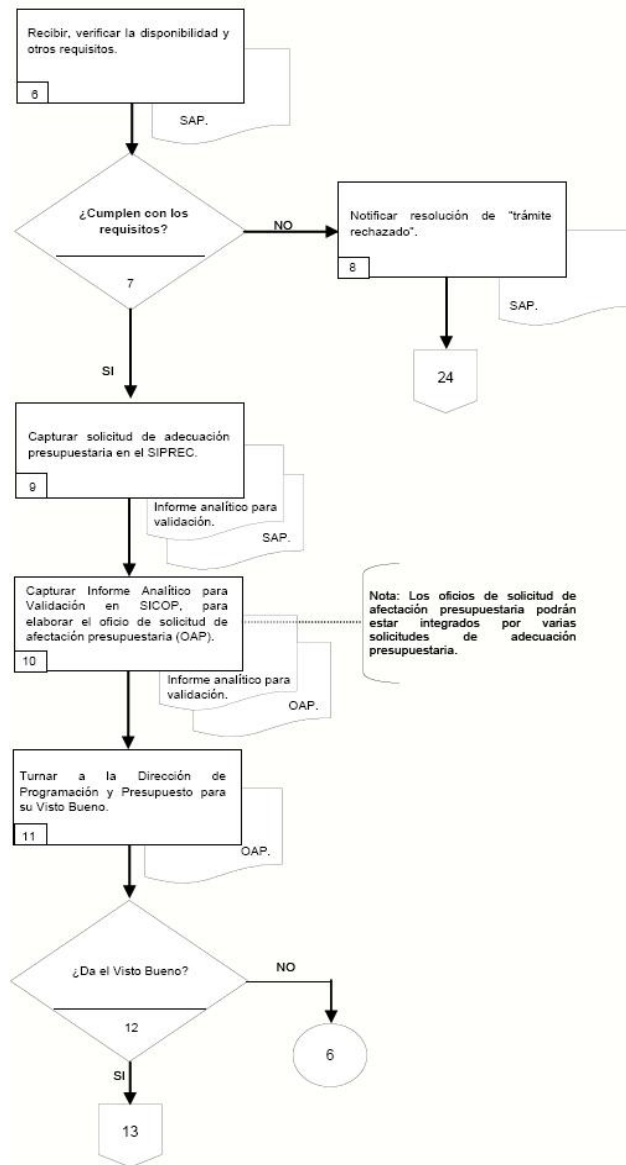 Recibir, verificar la disponibilidad y
otros requisitos.
6
SAP.
¿Cumplen con los
requisitos?
7
NO
Notificar resolución de "trámite
rechazado".
8
SAP.
24
SI
Capturar solicitud de adecuación
presupuestaria en el SIPREC.
9
Informe analítico para
validación.
SAP.
Capturar Informe Analítico para
Validación en SICOP, para
elaborar el oficio de solicitud de
afectación presupuestaria (OAP).
10
Nota: Los oficios de solicitud de
afectación presupuestaria podrán
estar integrados por varias
solicitudes de adecuación
presupuestaria.
Informe analítico para
validación.
OAP.
Turnar a la Dirección de
Programación y Presupuesto para
su Visto Bueno.
11
OAP.
¿Da el Visto Bueno?
12
NO
6
SI
13